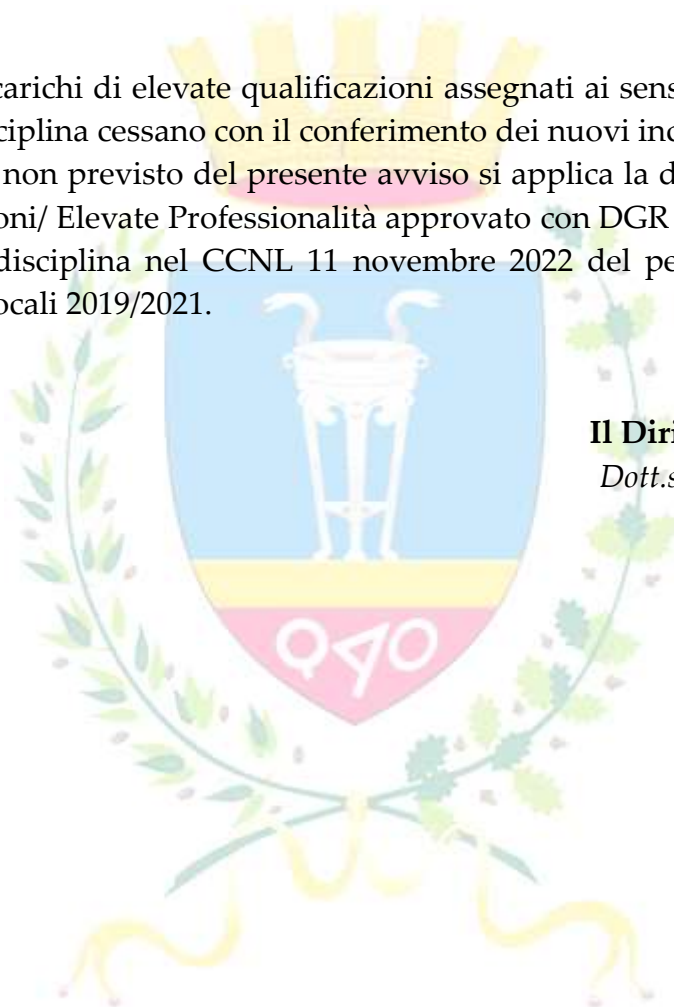 carichi di elevate qualificazioni assegnati ai sens
ciplina cessano con il conferimento dei nuovi inc
non previsto del presente avviso si applica la d
oni/ Elevate Professionalità approvato con DGR
disciplina nel CCNL 11 novembre 2022 del pe
ocali 2019/2021.
Il Diri
Dott.s